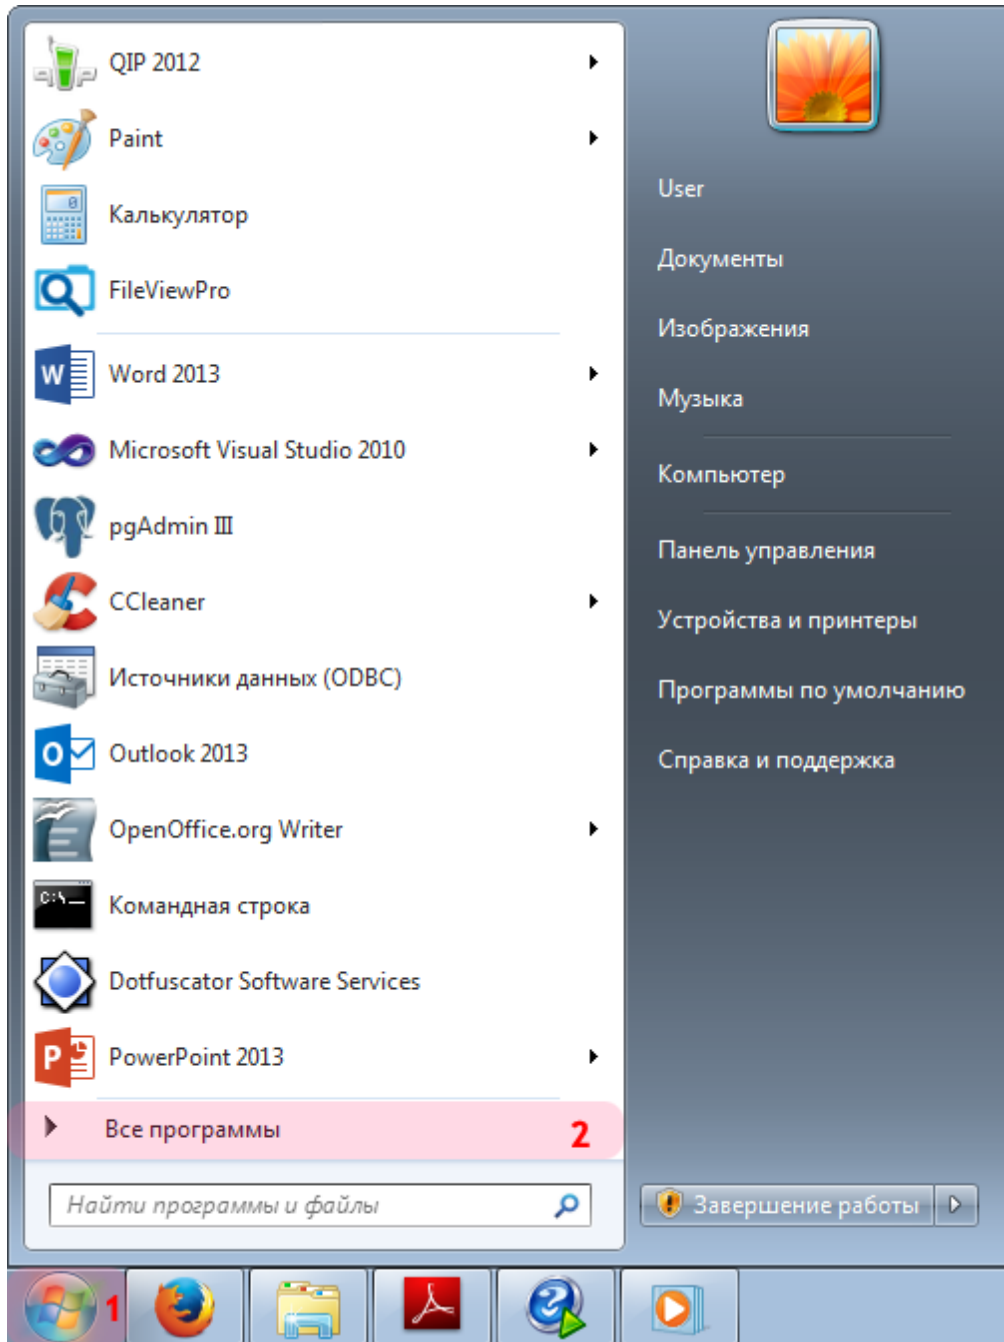 QIP 2012
Paint
Калькулятор
FileViewPro
Word 2013
Microsoft Visual Studio 2010
pgAdmin III
CCleaner
Источники данных (ODBC)
Outlook 2013
OpenOffice.org Writer
C:\
Командная строка
Dotfuscator Software Services
PowerPoint 2013
Все программы 2
Найти программы и файлы
User
Документы
Изображения
Музыка
Компьютер
Панель управления
Устройства и принтеры
Программы по умолчанию
Справка и поддержка
Завершение работы
1